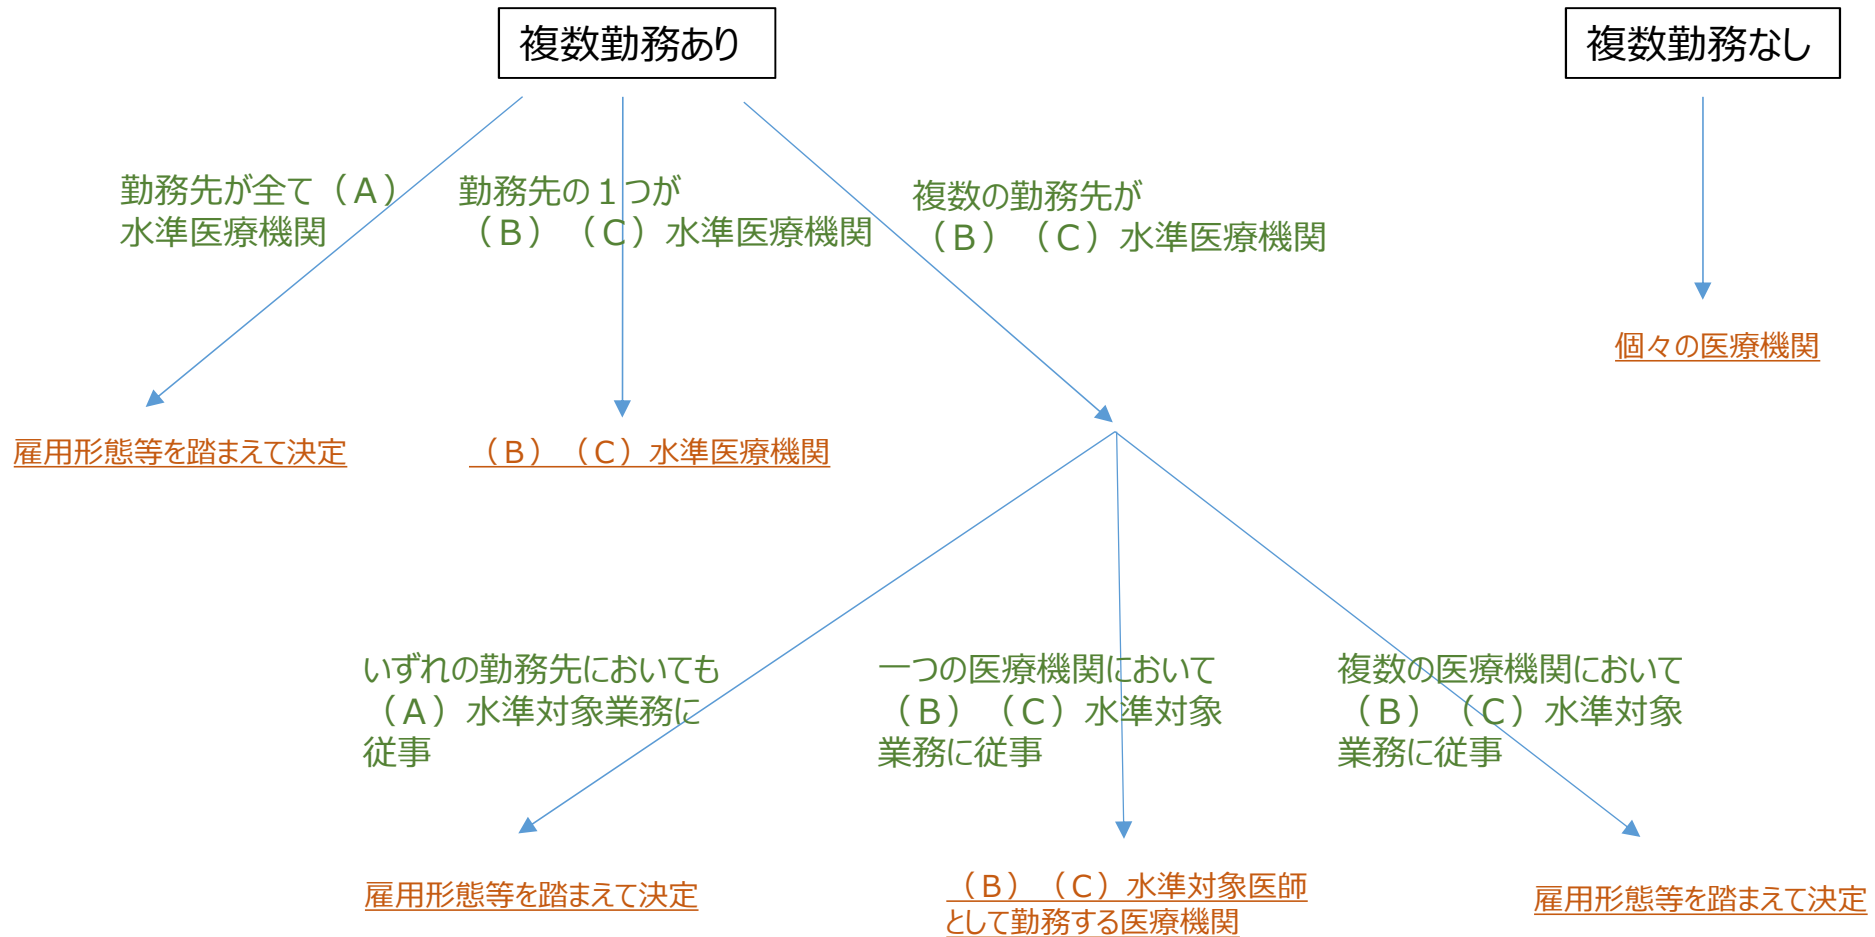 複数勤務あり
複数勤務なし
勤務先が全て（A）
水準医療機関
勤務先の１つが
（B）（C）水準医療機関
複数の勤務先が
（B）（C）水準医療機関
個々の医療機関
雇用形態等を踏まえて決定
（B）（C）水準医療機関
いずれの勤務先においても
（A）水準対象業務に
従事
一つの医療機関において
（B）（C）水準対象
業務に従事
複数の医療機関において
（B）（C）水準対象
業務に従事
雇用形態等を踏まえて決定
（B）（C）水準対象医師
として勤務する医療機関
雇用形態等を踏まえて決定